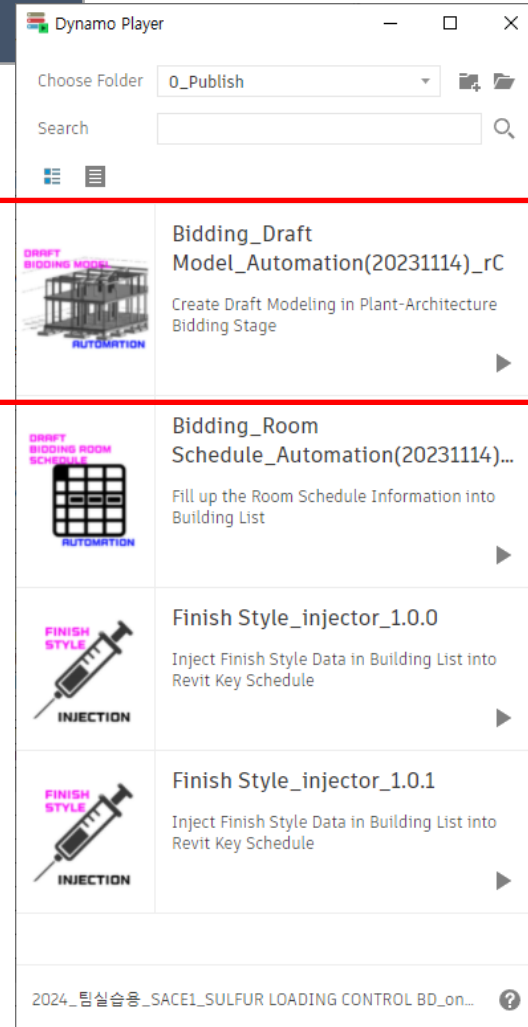 Dynamo Player
Choose Folder
0_Publish
Search
DRAFT
BIDDING MODEL
AUTOMATION
Bidding_Draft
Model_Automation(20231114)_rC
Create Draft Modeling in Plant-Architecture
Bidding Stage
DRAFT
BIDDING ROOM
SCHEDULE
AUTOMATION
Bidding_Room
Schedule_Automation(20231114)...
Fill up the Room Schedule Information into
Building List
FINISH
STYLE
INJECTION
Finish Style_injector_1.0.0
Inject Finish Style Data in Building List into
Revit Key Schedule
FINISH
STYLE
INJECTION
Finish Style_injector_1.0.1
Inject Finish Style Data in Building List into
Revit Key Schedule
2024_팀실습용_SACE1_SULFUR LOADING CONTROL BD_on...
?